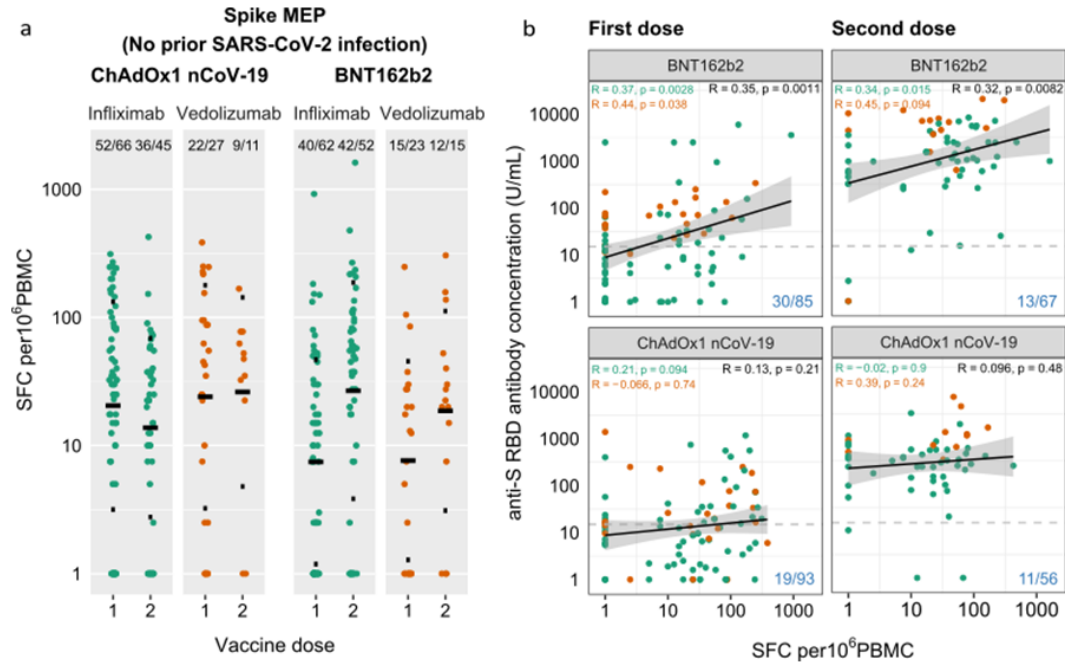 a
Spike MEP
(No prior SARS-CoV-2 infection)
ChAdOx1 nCoV-19 BNT162b2
Infliximab Vedolizumab Infliximab Vedolizumab
52/66 36/45 22/27 9/11 40/62 42/52 15/23 12/15
SFC per10⁶PBMC
1000
100
10
1
1 2 1 2 1 2 1 2
Vaccine dose
b
First dose Second dose
anti-S RBD antibody concentration (U/mL)
BNT162b2
R = 0.37, p = 0.0028 R = 0.35, p = 0.0011
R = 0.44, p = 0.038
10000
1000
100
10
1
30/85
BNT162b2
R = 0.34, p = 0.015 R = 0.32, p = 0.0082
R = 0.45, p = 0.094
13/67
ChAdOx1 nCoV-19
R = 0.21, p = 0.094 R = 0.13, p = 0.21
R = −0.066, p = 0.74
10000
1000
100
10
1
19/93
ChAdOx1 nCoV-19
R = −0.02, p = 0.9 R = 0.096, p = 0.48
R = 0.39, p = 0.24
11/56
1 10 100 1000 1 10 100 1000
SFC per10⁶PBMC